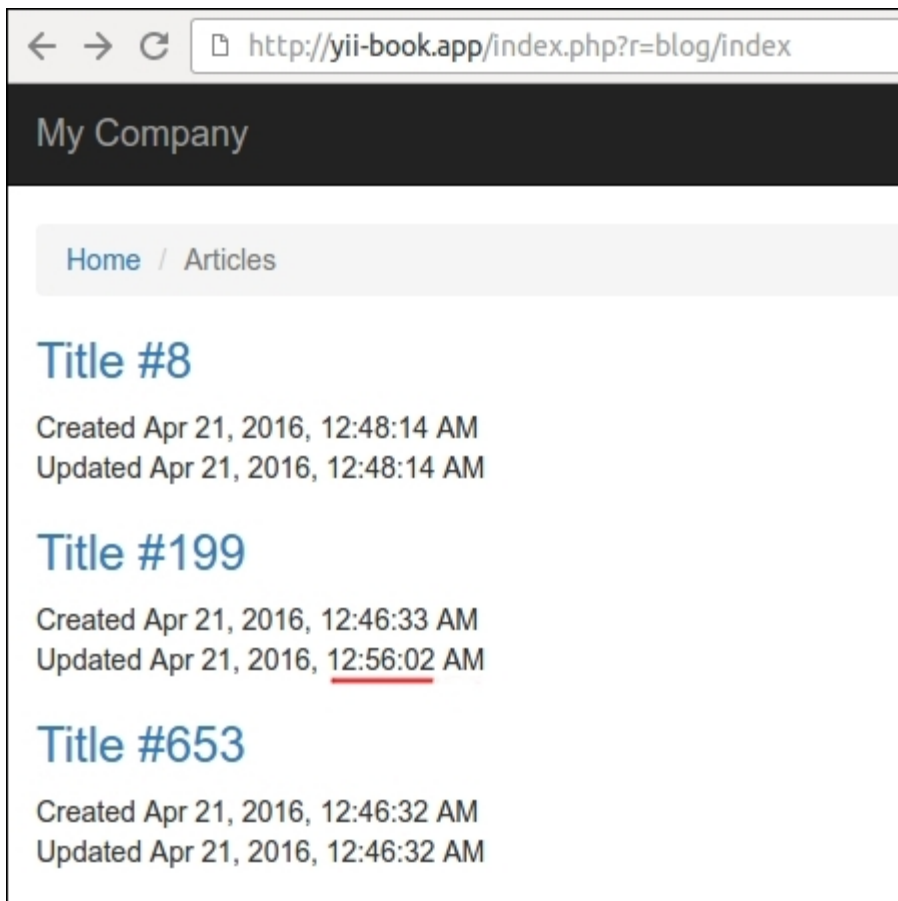 http://yii-book.app/index.php?r=blog/index
My Company
Home / Articles
Title #8
Created Apr 21, 2016, 12:48:14 AM
Updated Apr 21, 2016, 12:48:14 AM
Title #199
Created Apr 21, 2016, 12:46:33 AM
Updated Apr 21, 2016, 12:56:02 AM
Title #653
Created Apr 21, 2016, 12:46:32 AM
Updated Apr 21, 2016, 12:46:32 AM